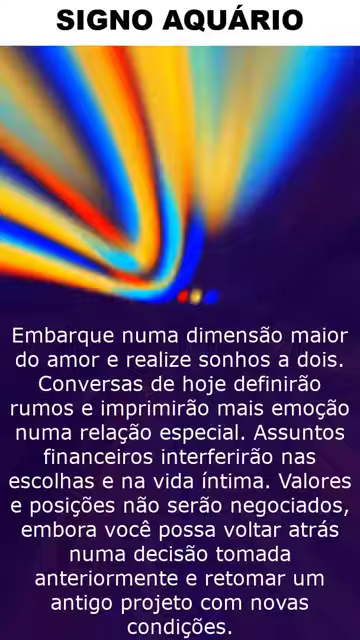 SIGNO AQUÁRIO
Embarque numa dimensão maior
do amor e realize sonhos a dois.
Conversas de hoje definirão
rumos e imprimirão mais emoção
numa relação especial. Assuntos
financeiros interferirão nas
escolhas e na vida íntima. Valores
e posições não serão negociados,
embora você possa voltar atrás
numa decisão tomada
anteriormente e retomar um
antigo projeto com novas
condições.